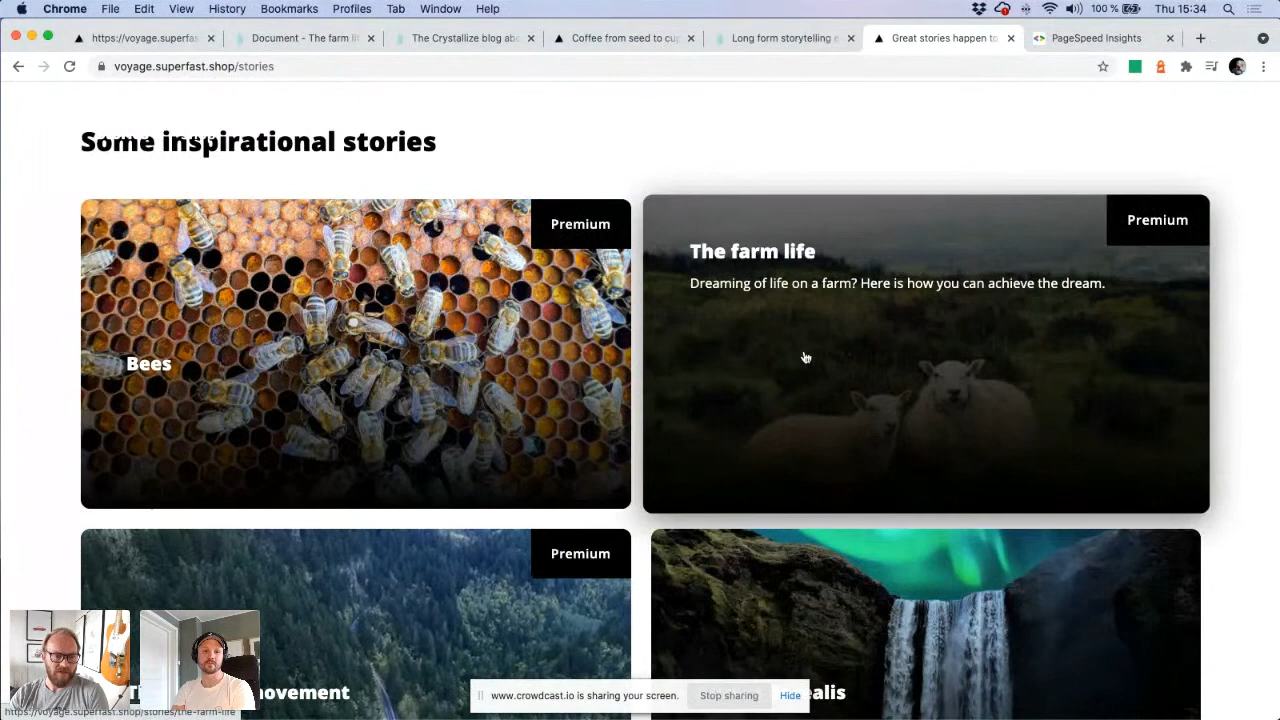 Chrome File Edit View History Bookmarks Profiles Tab Window Help 100 % Thu 15:34
https://voyage.superfas Document - The farm li The Crystallize blog abo Coffee from seed to cup Long form storytelling e Great stories happen to PageSpeed Insights
voyage.superfast.shop/stories
Some inspirational stories
Premium
Premium
The farm life
Dreaming of life on a farm? Here is how you can achieve the dream.
Bees
Premium
movement
alis
www.crowdcast.io is sharing your screen. Stop sharing Hide
https://voyage.superfast.shop/stories/the-farm-life